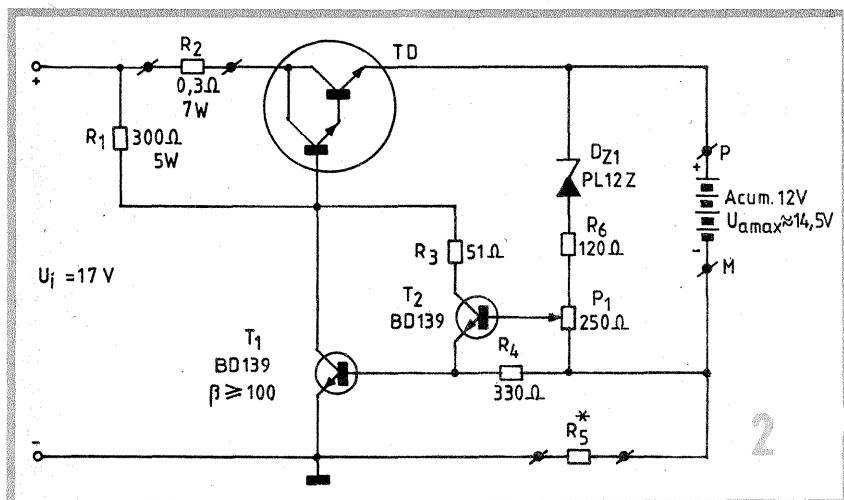 R2
0,3Ω
7W
TD
+
R1
300Ω
5W
DZ1
PL12Z
P
+
Acum. 12V
Uamax≈14,5V
-
M
R6
120Ω
R3
51Ω
Ui = 17 V
T2
BD139
P1
250Ω
T1
BD139
β ≥ 100
R4
330Ω
R5*
-
2